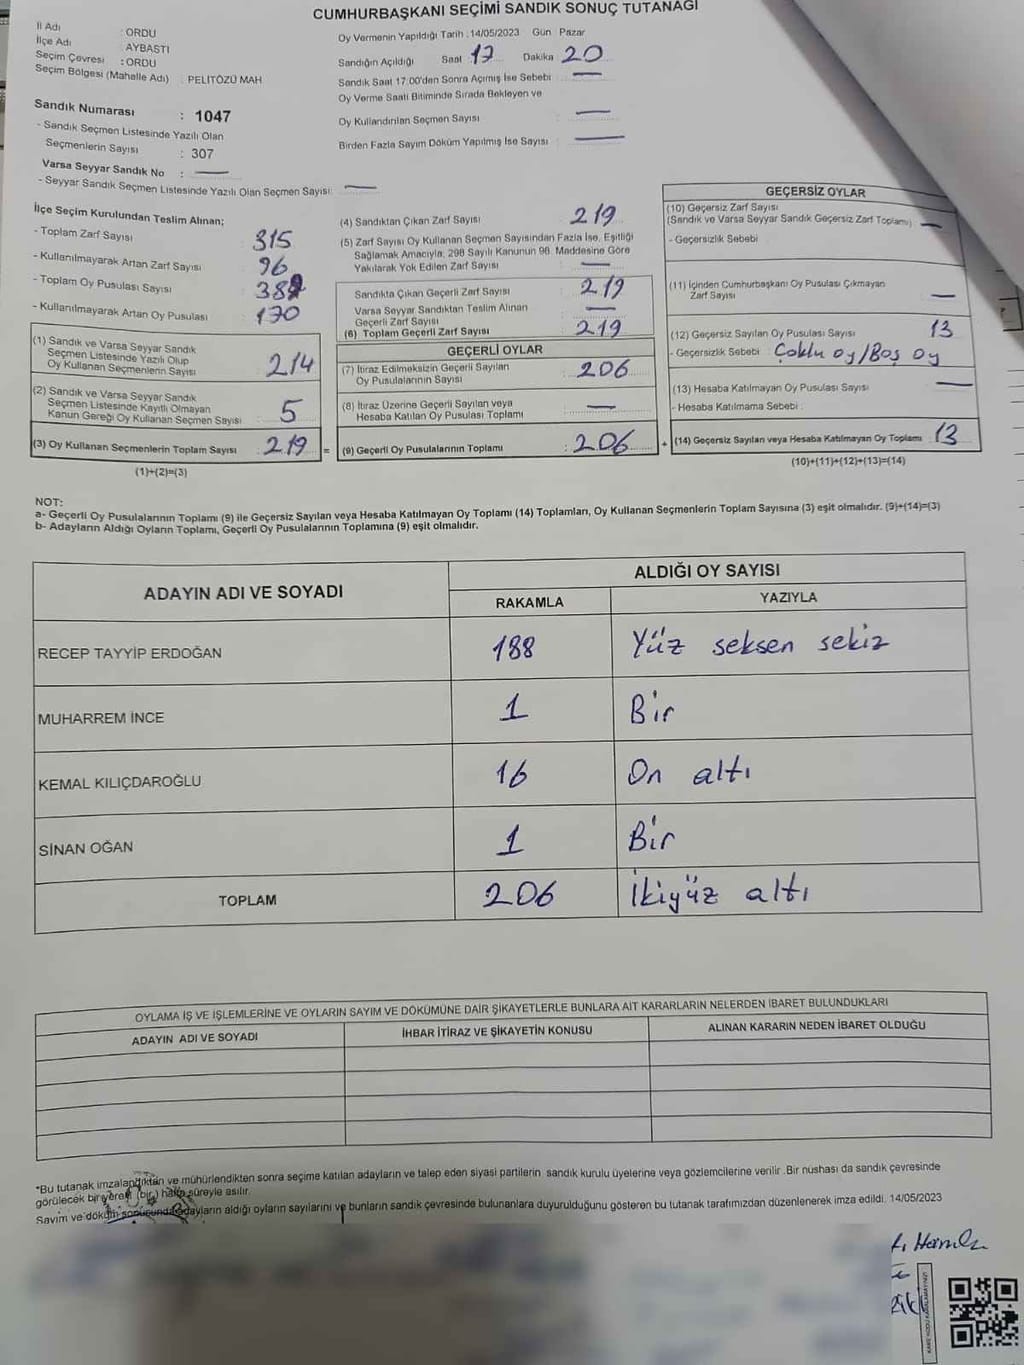 CUMHURBAŞKANI SEÇİMİ SANDIK SONUÇ TUTANAĞI
İl Adı : ORDU
İlçe Adı : AYBASTI
Seçim Çevresi : ORDU
Seçim Bölgesi (Mahalle Adı) : PELİTÖZÜ MAH
Sandık Numarası : 1047
- Sandık Seçmen Listesinde Yazılı Olan
Seçmenlerin Sayısı : 307
Varsa Seyyar Sandık No : —
- Seyyar Sandık Seçmen Listesinde Yazılı Olan Seçmen Sayısı: —
Oy Vermenin Yapıldığı Tarih : 14/05/2023 Gün : Pazar
Sandığın Açıldığı Saat 17 Dakika 20
Sandık Saat 17:00'den Sonra Açımış İse Sebebi : —
Oy Verme Saati Bitiminde Sırada Bekleyen ve
Oy Kullandırılan Seçmen Sayısı : —
Birden Fazla Sayım Döküm Yapılmış İse Sayısı : —
İlçe Seçim Kurulundan Teslim Alınan;
- Toplam Zarf Sayısı 315
- Kullanılmayarak Artan Zarf Sayısı 96
- Toplam Oy Pusulası Sayısı
- Kullanılmayarak Artan Oy Pusulası 170
(1) Sandık ve Varsa Seyyar Sandık
Seçmen Listesinde Yazılı Olup
Oy Kullanan Seçmenlerin Sayısı : 214
(2) Sandık ve Varsa Seyyar Sandık
Seçmen Listesinde Kayıtlı Olmayan
Kanun Gereği Oy Kullanan Seçmen Sayısı : 5
(3) Oy Kullanan Seçmenlerin Toplam Sayısı : 219 =
(1)+(2)=(3)
(4) Sandıktan Çıkan Zarf Sayısı 219
(5) Zarf Sayısı Oy Kullanan Seçmen Sayısından Fazla İse, Eşitliği
Sağlamak Amacıyla, 298 Sayılı Kanunun 98. Maddesine Göre
Yakılarak Yok Edilen Zarf Sayısı : —
Sandıkta Çıkan Geçerli Zarf Sayısı : 219
Varsa Seyyar Sandıktan Teslim Alınan
Geçerli Zarf Sayısı : —
(6) Toplam Geçerli Zarf Sayısı : 219
GEÇERLİ OYLAR
(7) İtiraz Edilmeksizin Geçerli Sayılan
Oy Pusulalarının Sayısı : 206
(8) İtiraz Üzerine Geçerli Sayılan veya
Hesaba Katılan Oy Pusulası Toplamı : —
(9) Geçerli Oy Pusulalarının Toplamı : 206 +
GEÇERSİZ OYLAR
(10) Geçersiz Zarf Sayısı
(Sandık ve Varsa Seyyar Sandık Geçersiz Zarf Toplamı) —
- Geçersizlik Sebebi :
(11) İçinden Cumhurbaşkanı Oy Pusulası Çıkmayan
Zarf Sayısı —
(12) Geçersiz Sayılan Oy Pusulası Sayısı 13
- Geçersizlik Sebebi : Çoklu oy/Boş oy
(13) Hesaba Katılmayan Oy Pusulası Sayısı —
- Hesaba Katılmama Sebebi :
(14) Geçersiz Sayılan veya Hesaba Katılmayan Oy Toplamı 13
(10)+(11)+(12)+(13)=(14)
NOT:
a- Geçerli Oy Pusulalarının Toplamı (9) ile Geçersiz Sayılan veya Hesaba Katılmayan Oy Toplamı (14) Toplamları, Oy Kullanan Seçmenlerin Toplam Sayısına (3) eşit olmalıdır. (9)+(14)=(3)
b- Adayların Aldığı Oyların Toplamı, Geçerli Oy Pusulalarının Toplamına (9) eşit olmalıdır.
ADAYIN ADI VE SOYADI ALDIĞI OY SAYISI
RAKAMLA YAZIYLA
RECEP TAYYİP ERDOĞAN 188 Yüz seksen sekiz
MUHARREM İNCE 1 Bir
KEMAL KILIÇDAROĞLU 16 On altı
SİNAN OĞAN 1 Bir
TOPLAM 206 İkiyüz altı
OYLAMA İŞ VE İŞLEMLERİNE VE OYLARIN SAYIM VE DÖKÜMÜNE DAİR ŞİKAYETLERLE BUNLARA AİT KARARLARIN NELERDEN İBARET BULUNDUKLARI
ADAYIN ADI VE SOYADI İHBAR İTİRAZ VE ŞİKAYETİN KONUSU ALINAN KARARIN NEDEN İBARET OLDUĞU
*Bu tutanak imzalandıktan ve mühürlendikten sonra seçime katılan adayların ve talep eden siyasi partilerin sandık kurulu üyelerine veya gözlemcilerine verilir .Bir nüshası da sandık çevresinde
görülecek bir yere (bir) hafta süreyle asılır.
Sayım ve döküm sonucunda adayların aldığı oyların sayılarını ve bunların sandık çevresinde bulunanlara duyurulduğunu gösteren bu tutanak tarafımızdan düzenlenerek imza edildi. 14/05/2023